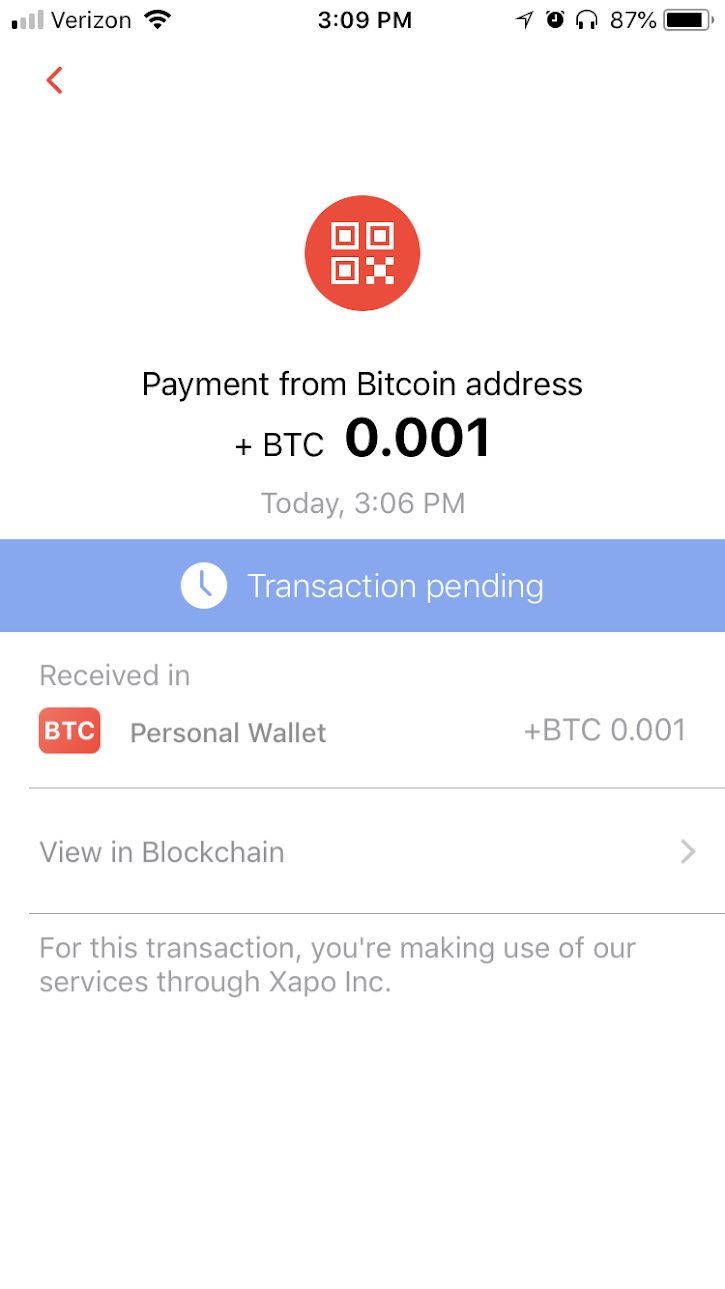 Verizon 3:09 PM 87%
Payment from Bitcoin address
+ BTC 0.001
Today, 3:06 PM
Transaction pending
Received in
BTC Personal Wallet +BTC 0.001
View in Blockchain
For this transaction, you're making use of our
services through Xapo Inc.